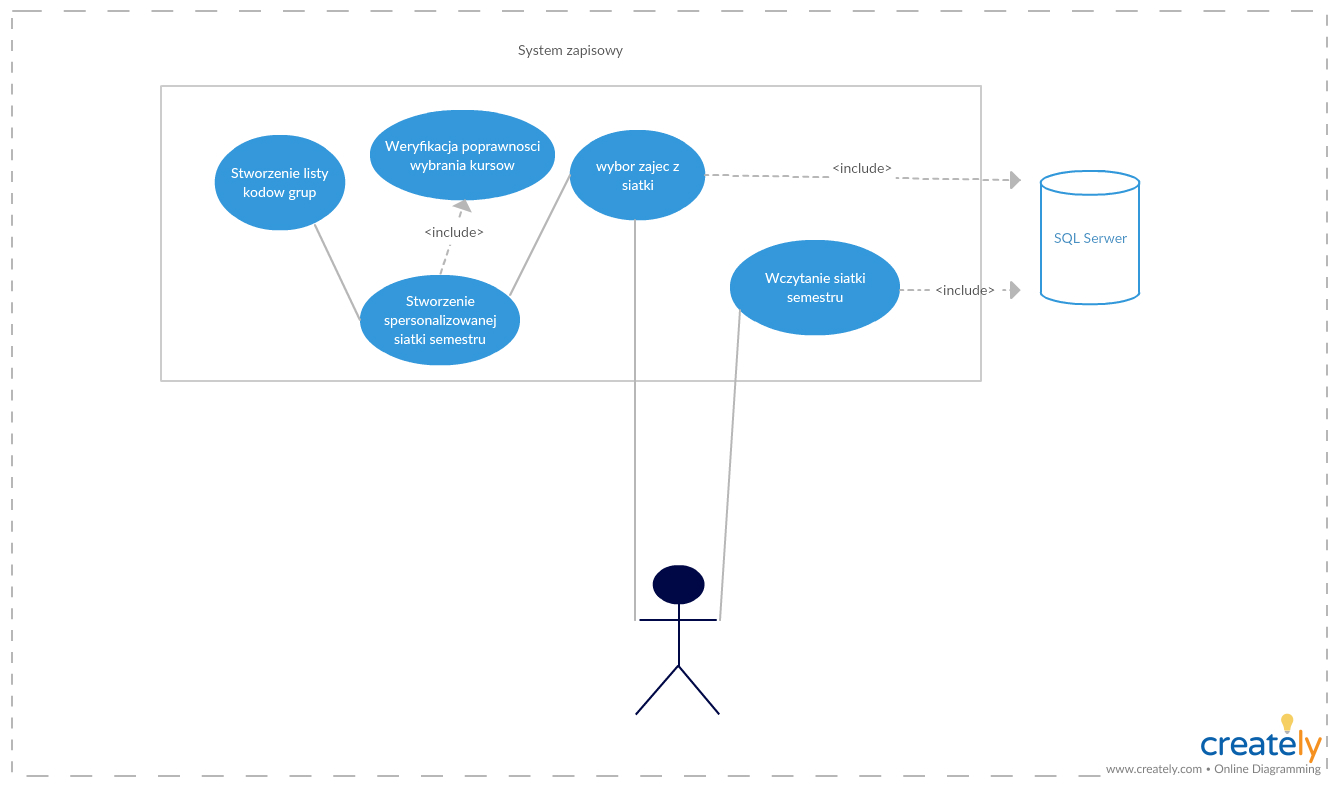 System zapisowy
Stworzenie listy
kodow grup
Weryfikacja poprawnosci
wybrania kursow
wybor zajec z
siatki
<include>
<include>
SQL Serwer
Wczytanie siatki
semestru
<include>
Stworzenie
spersonalizowanej
siatki semestru
creately
www.creately.com • Online Diagramming